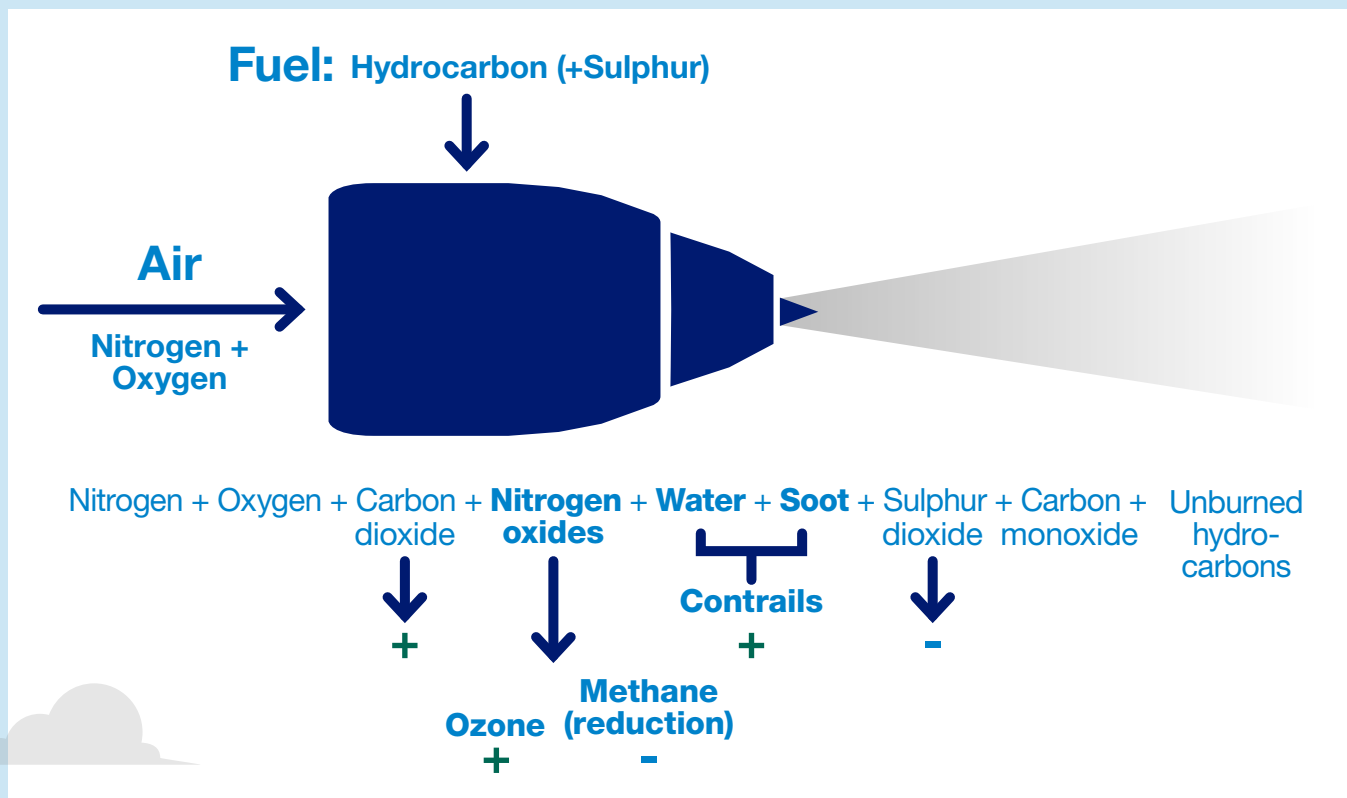 Fuel: Hydrocarbon (+Sulphur)
Air
Nitrogen +
Oxygen
Nitrogen + Oxygen + Carbon + Nitrogen + Water + Soot + Sulphur + Carbon + Unburned
dioxide oxides dioxide monoxide hydro-
carbons
Contrails
+ + -
Methane
Ozone (reduction)
+ -